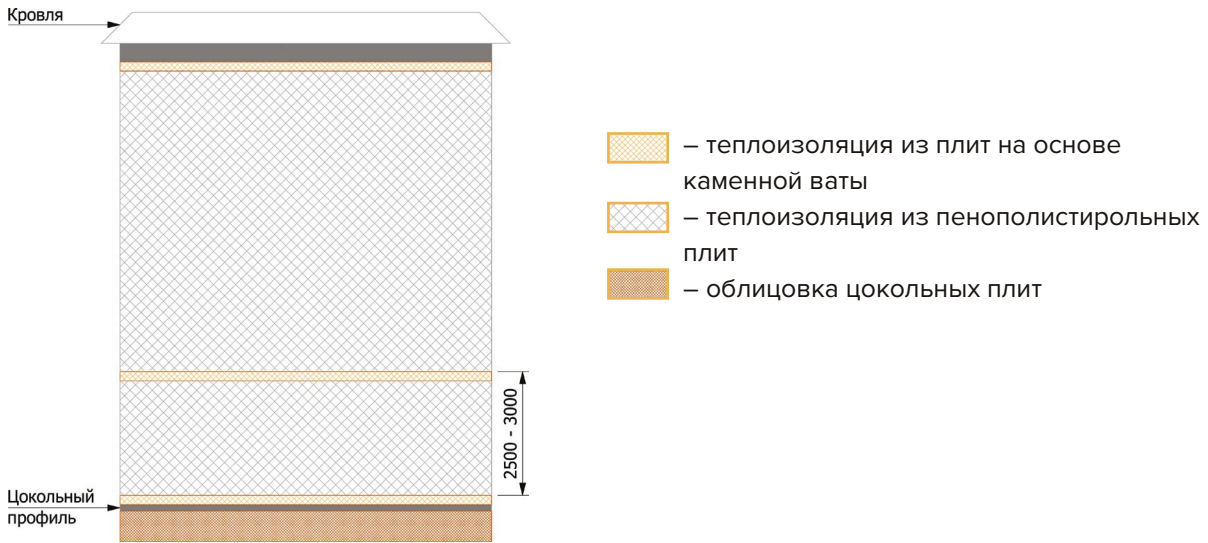 Кровля
– теплоизоляция из плит на основе
каменной ваты
– теплоизоляция из пенополистирольных
плит
– облицовка цокольных плит
2500 - 3000
Цокольный
профиль